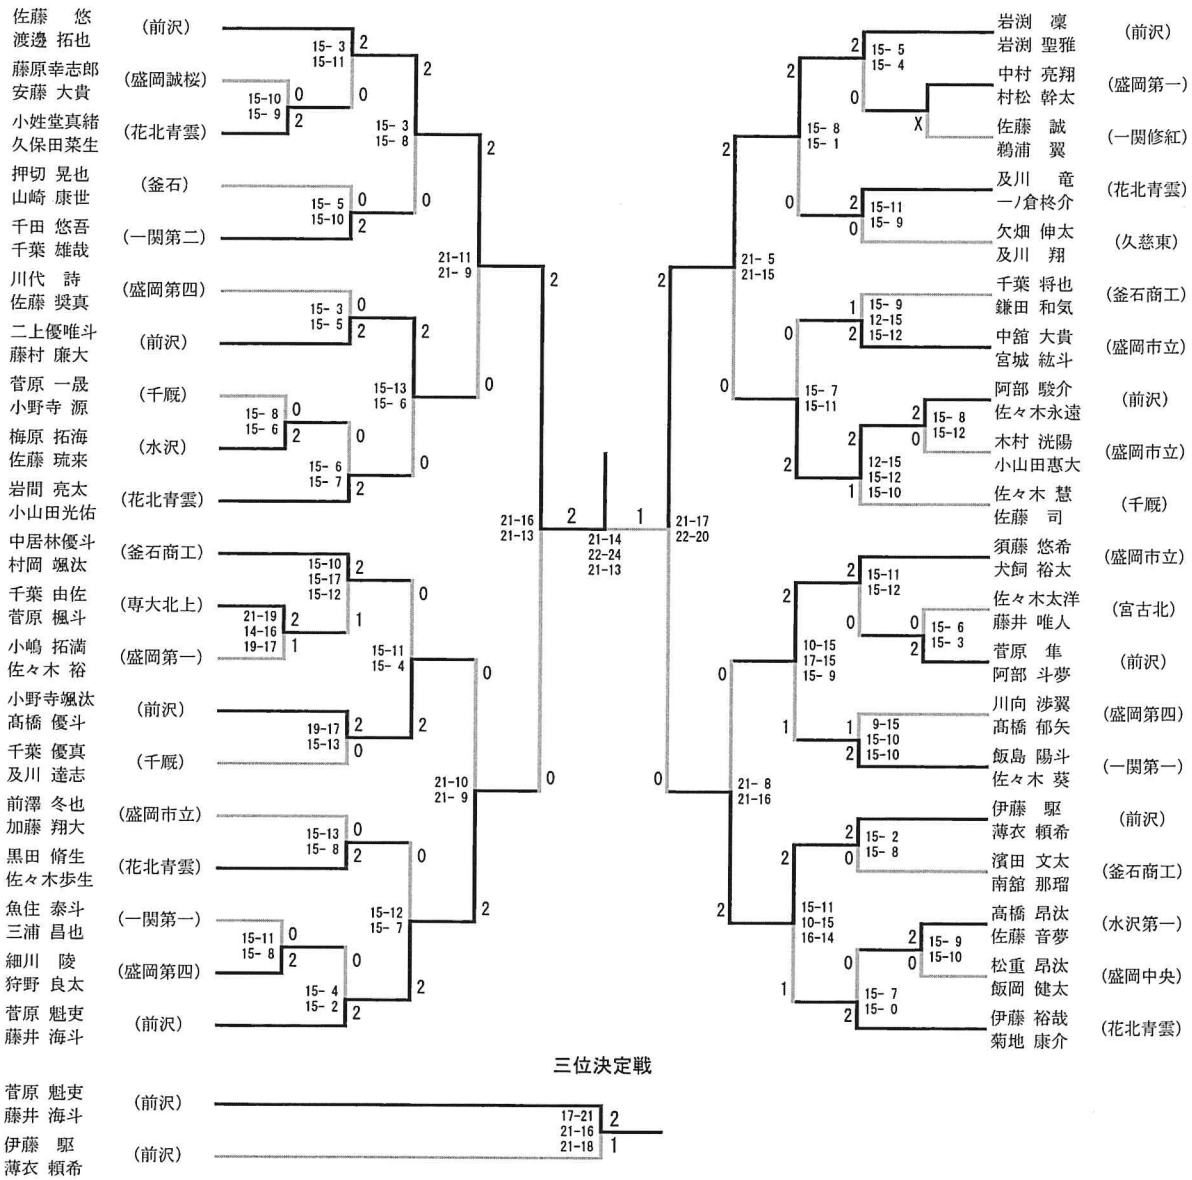 佐藤 悠
渡邊 拓也
(前沢)
藤原幸志郎
安藤 大貴
(盛岡誠桜)
小姓堂真緒
久保田菜生
(花北青雲)
押切 晃也
山崎 康世
(釜石)
千田 悠吾
千葉 雄哉
(一関第二)
川代 詩
佐藤 奨真
(盛岡第四)
二上優唯斗
藤村 廉大
(前沢)
菅原 一晟
小野寺 源
(千厩)
梅原 拓海
佐藤 琉来
(水沢)
岩間 亮太
小山田光佑
(花北青雲)
中居林優斗
村岡 颯汰
(釜石商工)
千葉 由佐
菅原 楓斗
(専大北上)
小嶋 拓満
佐々木 裕
(盛岡第一)
小野寺颯汰
髙橋 優斗
(前沢)
千葉 優真
及川 達志
(千厩)
前澤 冬也
加藤 翔大
(盛岡市立)
黒田 脩生
佐々木歩生
(花北青雲)
魚住 泰斗
三浦 昌也
(一関第一)
細川 陵
狩野 良太
(盛岡第四)
菅原 魁吏
藤井 海斗
(前沢)
15- 3
15-11
2
0
15-10
15- 9
0
2
15- 3
15- 8
2
0
15- 5
15-10
0
2
21-11
21- 9
2
0
15- 3
15- 5
0
2
15-13
15- 6
2
0
15- 8
15- 6
0
2
15- 6
15- 7
0
2
21-16
21-13
2
0
15-10
15-17
15-12
2
1
21-19
14-16
19-17
2
1
15-11
15- 4
0
2
19-17
15-13
2
0
21-10
21- 9
0
2
15-13
15- 8
0
2
15-12
15- 7
0
2
15-11
15- 8
0
2
15- 4
15- 2
0
2
2
1
21-14
22-24
21-13
岩渕 凜
岩渕 聖雅
(前沢)
中村 亮翔
村松 幹太
(盛岡第一)
佐藤 誠
鵜浦 翼
(一関修紅)
及川 竜
一ノ倉柊介
(花北青雲)
欠畑 伸太
及川 翔
(久慈東)
千葉 将也
鎌田 和気
(釜石商工)
中舘 大貴
宮城 紘斗
(盛岡市立)
阿部 駿介
佐々木永遠
(前沢)
木村 洸陽
小山田惠大
(盛岡市立)
佐々木 慧
佐藤 司
(千厩)
須藤 悠希
犬飼 裕太
(盛岡市立)
佐々木太洋
藤井 唯人
(宮古北)
菅原 隼
阿部 斗夢
(前沢)
川向 渉翼
髙橋 郁矢
(盛岡第四)
飯島 陽斗
佐々木 葵
(一関第一)
伊藤 駆
薄衣 頼希
(前沢)
濱田 文太
南舘 那瑠
(釜石商工)
高橋 昂汰
佐藤 音夢
(水沢第一)
松重 昂汰
飯岡 健太
(盛岡中央)
伊藤 裕哉
菊地 康介
(花北青雲)
2
0
15- 5
15- 4
X
2
0
15- 8
15- 1
2
0
15-11
15- 9
2
0
21- 5
21-15
1
2
15- 9
12-15
15-12
0
2
15- 7
15-11
2
0
15- 8
15-12
2
1
12-15
15-12
15-10
2
0
21-17
22-20
2
0
15-11
15-12
0
2
15- 6
15- 3
2
1
10-15
17-15
15- 9
1
2
9-15
15-10
15-10
0
2
21- 8
21-16
2
0
15- 2
15- 8
2
1
15-11
10-15
16-14
2
0
15- 9
15-10
0
2
15- 7
15- 0
三位決定戦
菅原 魁吏
藤井 海斗
(前沢)
伊藤 駆
薄衣 頼希
(前沢)
17-21
21-16
21-18
2
1